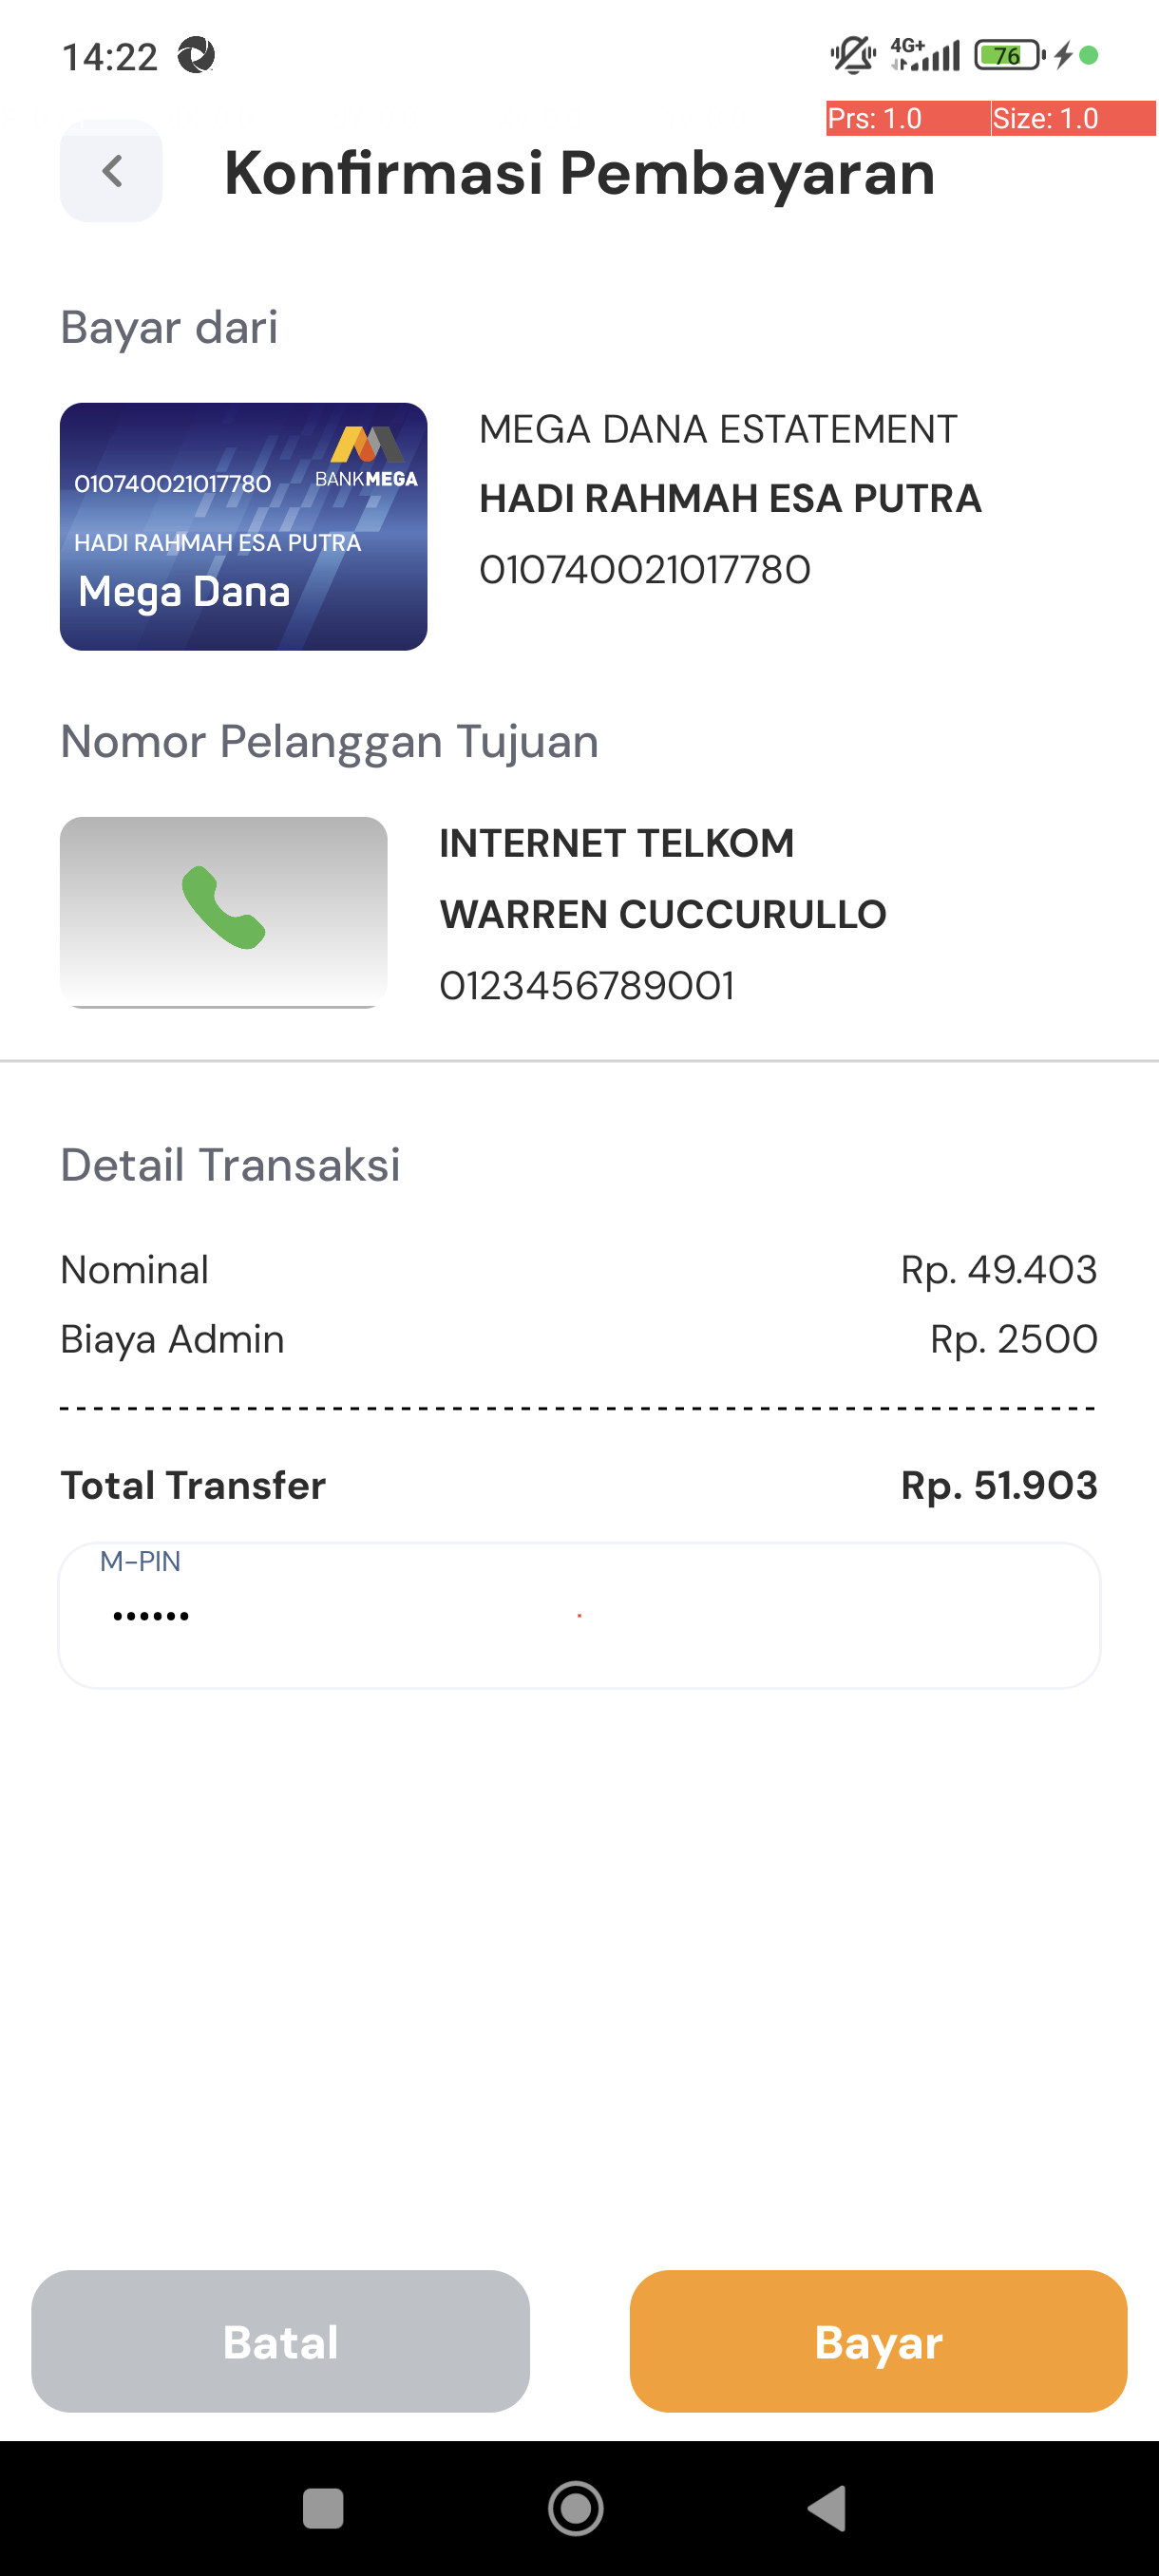 14:22
4G+
76
Prs: 1.0 Size: 1.0
Konfirmasi Pembayaran
Bayar dari
010740021017780
BANKMEGA
HADI RAHMAH ESA PUTRA
Mega Dana
MEGA DANA ESTATEMENT
HADI RAHMAH ESA PUTRA
010740021017780
Nomor Pelanggan Tujuan
INTERNET TELKOM
WARREN CUCCURULLO
0123456789001
Detail Transaksi
Nominal Rp. 49.403
Biaya Admin Rp. 2500
Total Transfer Rp. 51.903
M-PIN
••••••
Batal
Bayar